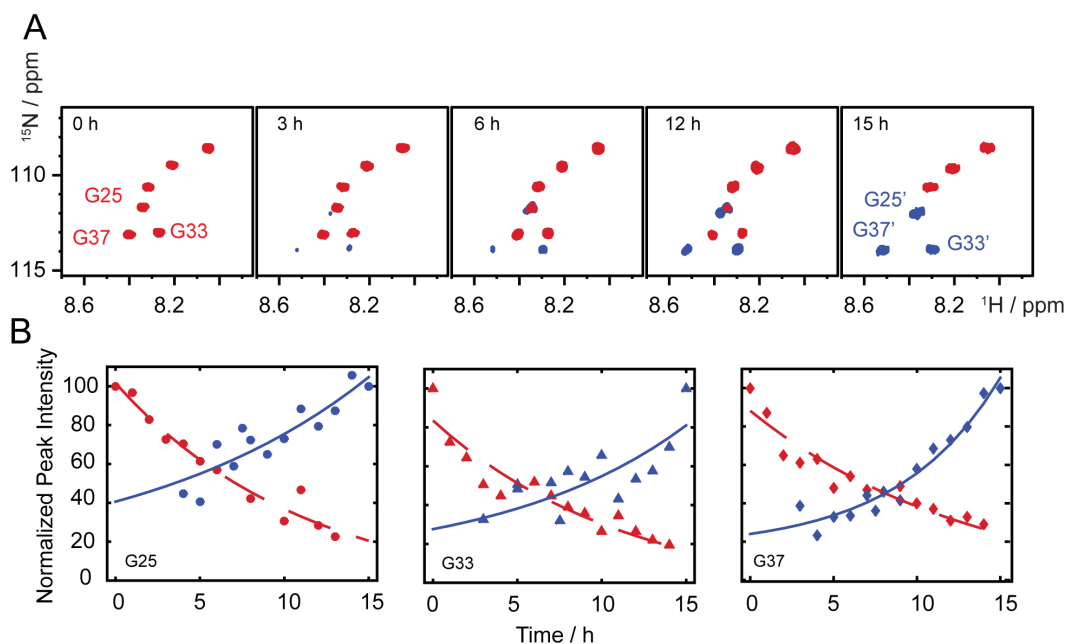 A
¹⁵N / ppm
0 h
3 h
6 h
12 h
15 h
110
115
G25
G37
G33
G25’
G37’
G33’
8.6
8.2
8.6
8.2
8.6
8.2
8.6
8.2
8.6
8.2
¹H / ppm
B
Normalized Peak Intensity
100
80
60
40
20
0
G25
G33
G37
0
5
10
15
0
5
10
15
0
5
10
15
Time / h